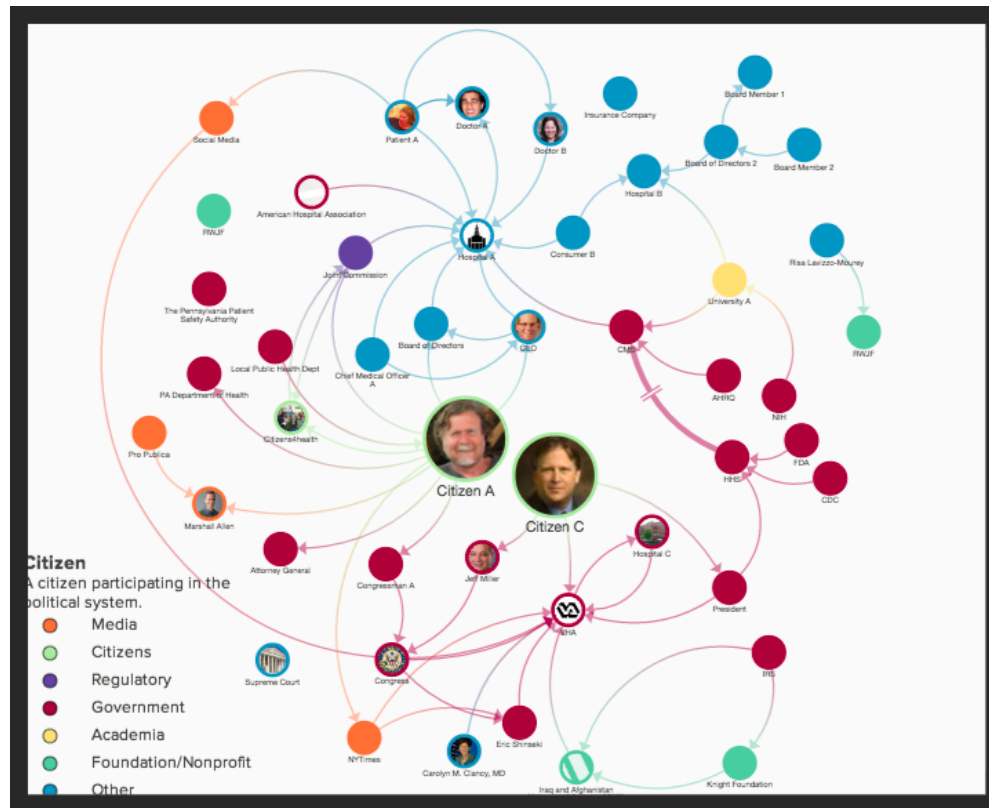 Board Member 1
Insurance Company
Social Media
Patient A
Doctor A
Doctor B
Board of Directors 2
Board Member 2
Hospital B
American Hospital Association
RWJF
Hospital A
Consumer B
Risa Lavizzo-Mourey
Joint Commission
University A
The Pennsylvania Patient
Safety Authority
RWJF
Board of Directors
CEO
CMS
Local Public Health Dept
Chief Medical Officer
A
PA Department of Health
AHRQ
NIH
Citizens4health
Pro Publica
FDA
HHS
Citizen A
CDC
Marshall Allen
Citizen C
Hospital C
Citizen
A citizen participating in the
political system.
Attorney General
Congressman A
Jeff Miller
President
Media
Citizens
Regulatory
Government
Academia
Foundation/Nonprofit
Other
VHA
Supreme Court
Congress
IRS
Eric Shinseki
NYTimes
Carolyn M. Clancy, MD
Knight Foundation
Iraq and Afghanistan